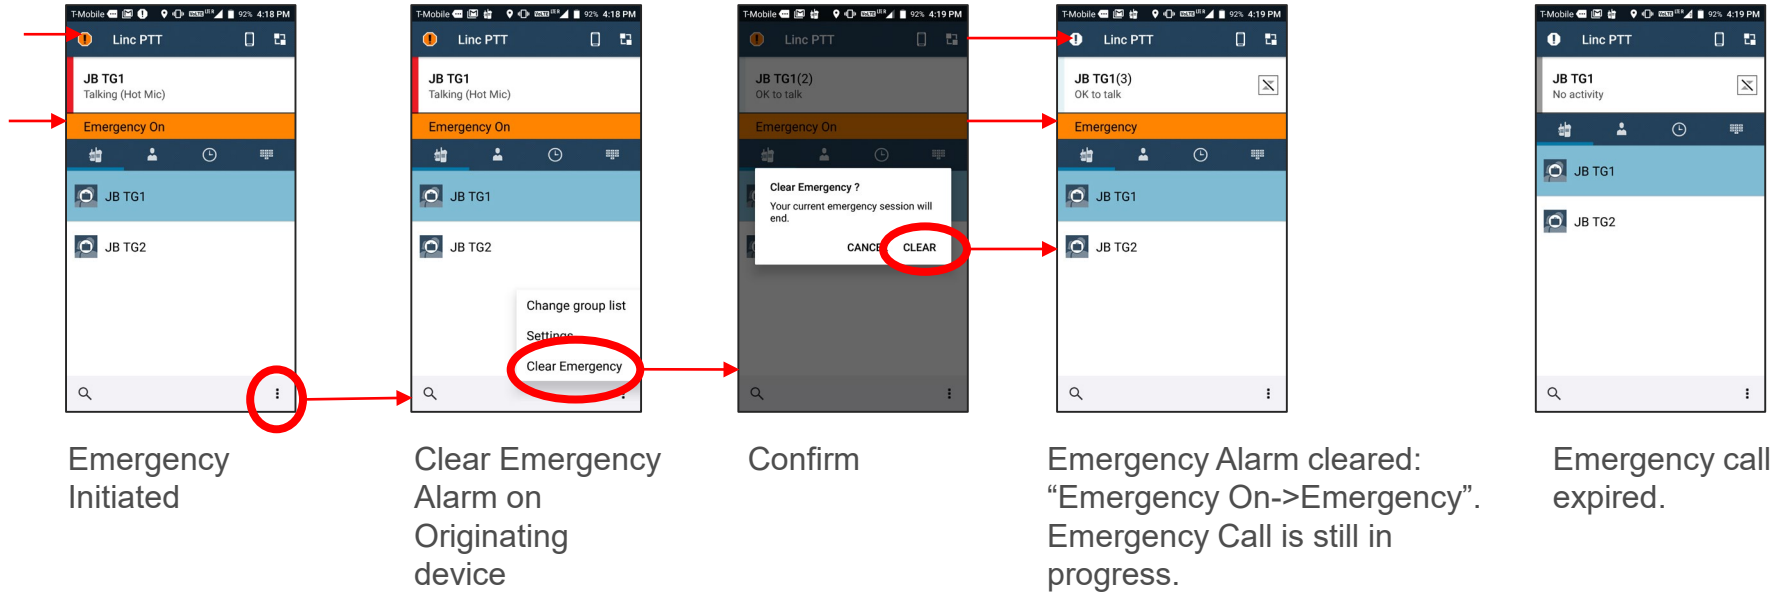 T-Mobile 92% 4:18 PM
Linc PTT
JB TG1
Talking (Hot Mic)
Emergency On
JB TG1
JB TG2
T-Mobile 92% 4:18 PM
Linc PTT
JB TG1
Talking (Hot Mic)
Emergency On
JB TG1
JB TG2
Change group list
Settings
Clear Emergency
T-Mobile 92% 4:19 PM
Linc PTT
JB TG1(2)
OK to talk
Emergency On
Clear Emergency ?
Your current emergency session will
end.
CANCEL CLEAR
T-Mobile 92% 4:19 PM
Linc PTT
JB TG1(3)
OK to talk
Emergency
JB TG1
JB TG2
T-Mobile 92% 4:19 PM
Linc PTT
JB TG1
No activity
JB TG1
JB TG2
Emergency
Initiated
Clear Emergency
Alarm on
Originating
device
Confirm
Emergency Alarm cleared:
“Emergency On->Emergency”.
Emergency Call is still in
progress.
Emergency call
expired.